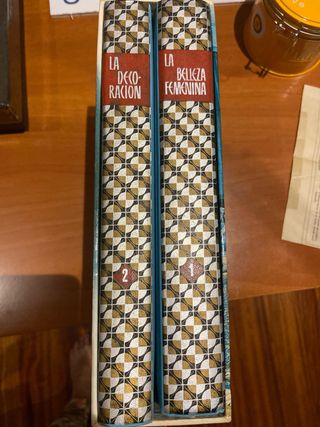 LA
DECO-
RACION
2
LA
BELLEZA
FEMENINA
1